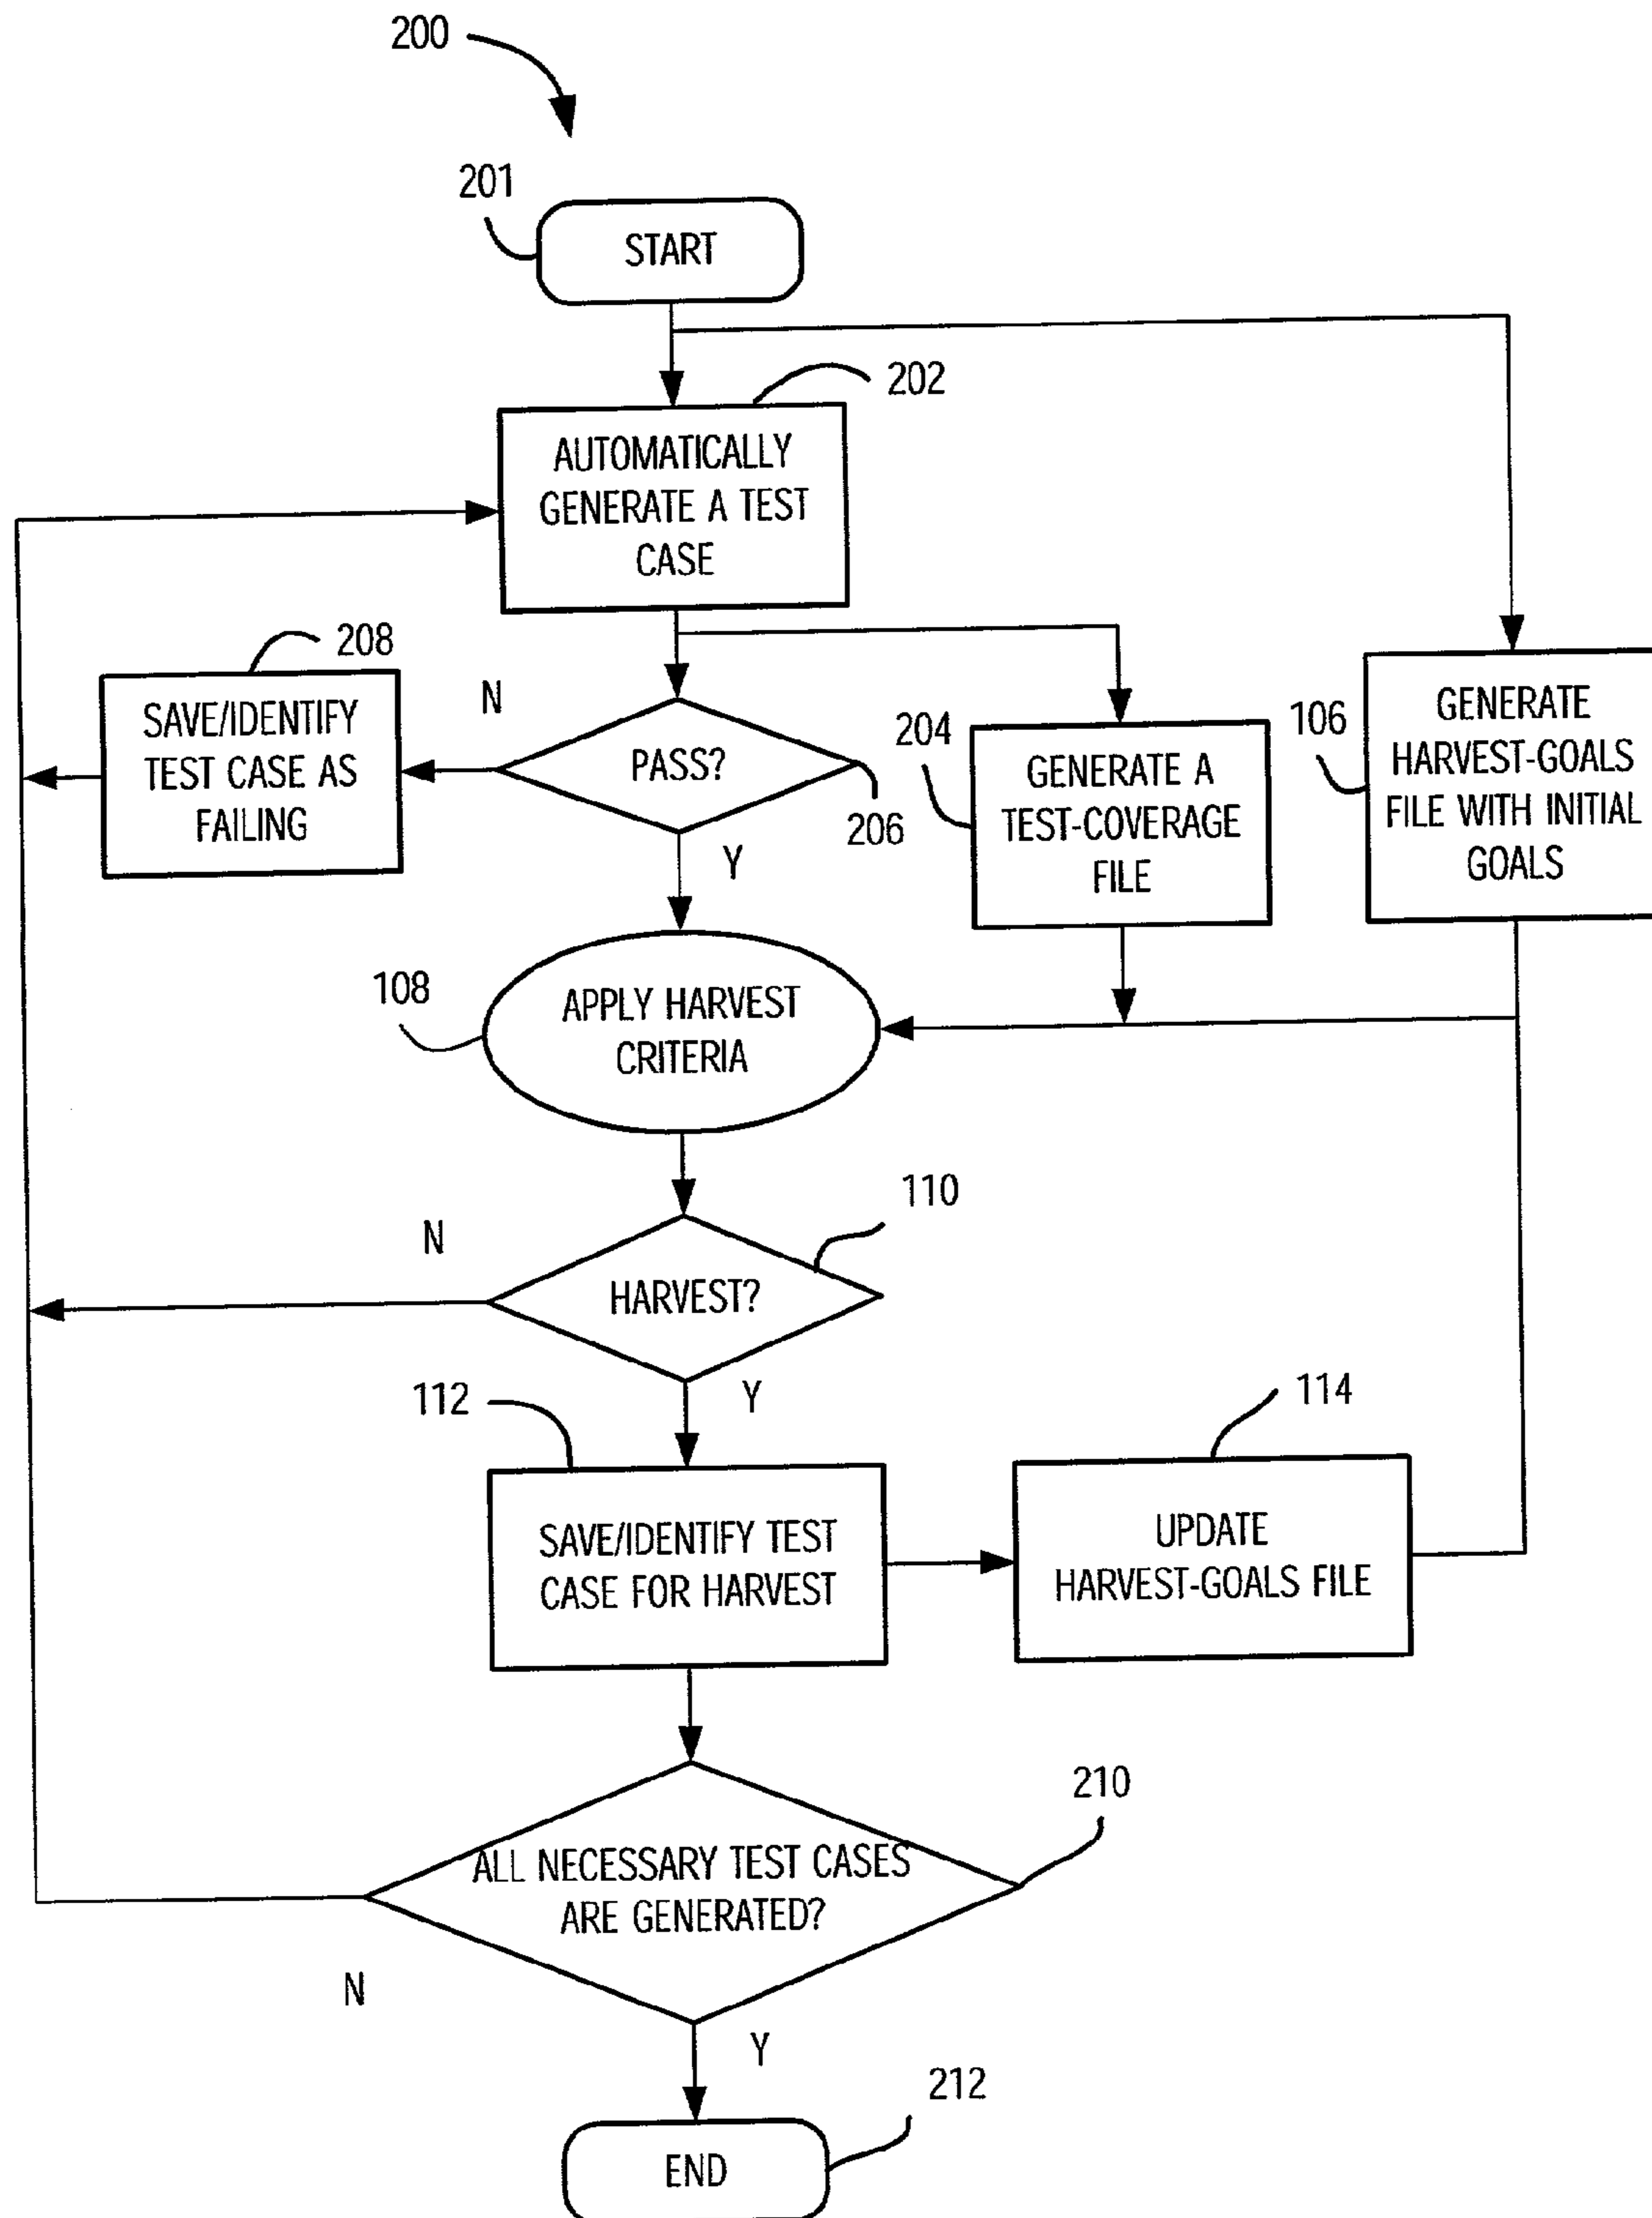 200
201
START
202
AUTOMATICALLY
GENERATE A TEST
CASE
208
SAVE/IDENTIFY
TEST CASE AS
FAILING
N
PASS?
206
Y
204
GENERATE A
TEST-COVERAGE
FILE
106
GENERATE
HARVEST-GOALS
FILE WITH INITIAL
GOALS
108
APPLY HARVEST
CRITERIA
110
N
HARVEST?
Y
112
SAVE/IDENTIFY TEST
CASE FOR HARVEST
114
UPDATE
HARVEST-GOALS FILE
210
ALL NECESSARY TEST CASES
ARE GENERATED?
N
Y
212
END